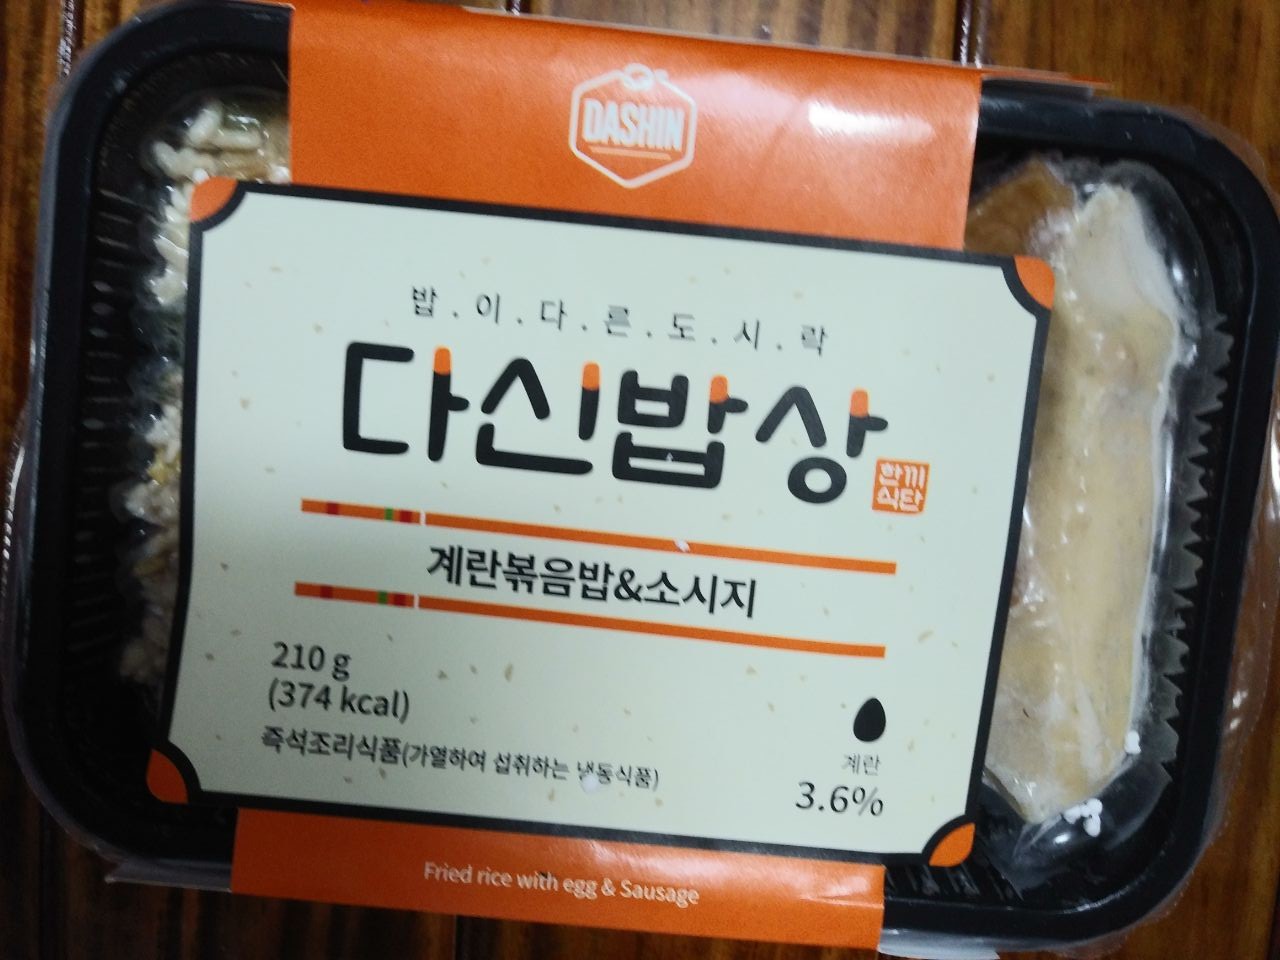 DASHIN
밥.이.다.른.도.시.락
다신밥상
한끼
식단
계란볶음밥&소시지
210 g
(374 kcal)
즉석조리식품(가열하여 섭취하는 냉동식품)
계란
3.6%
Fried rice with egg & Sausage